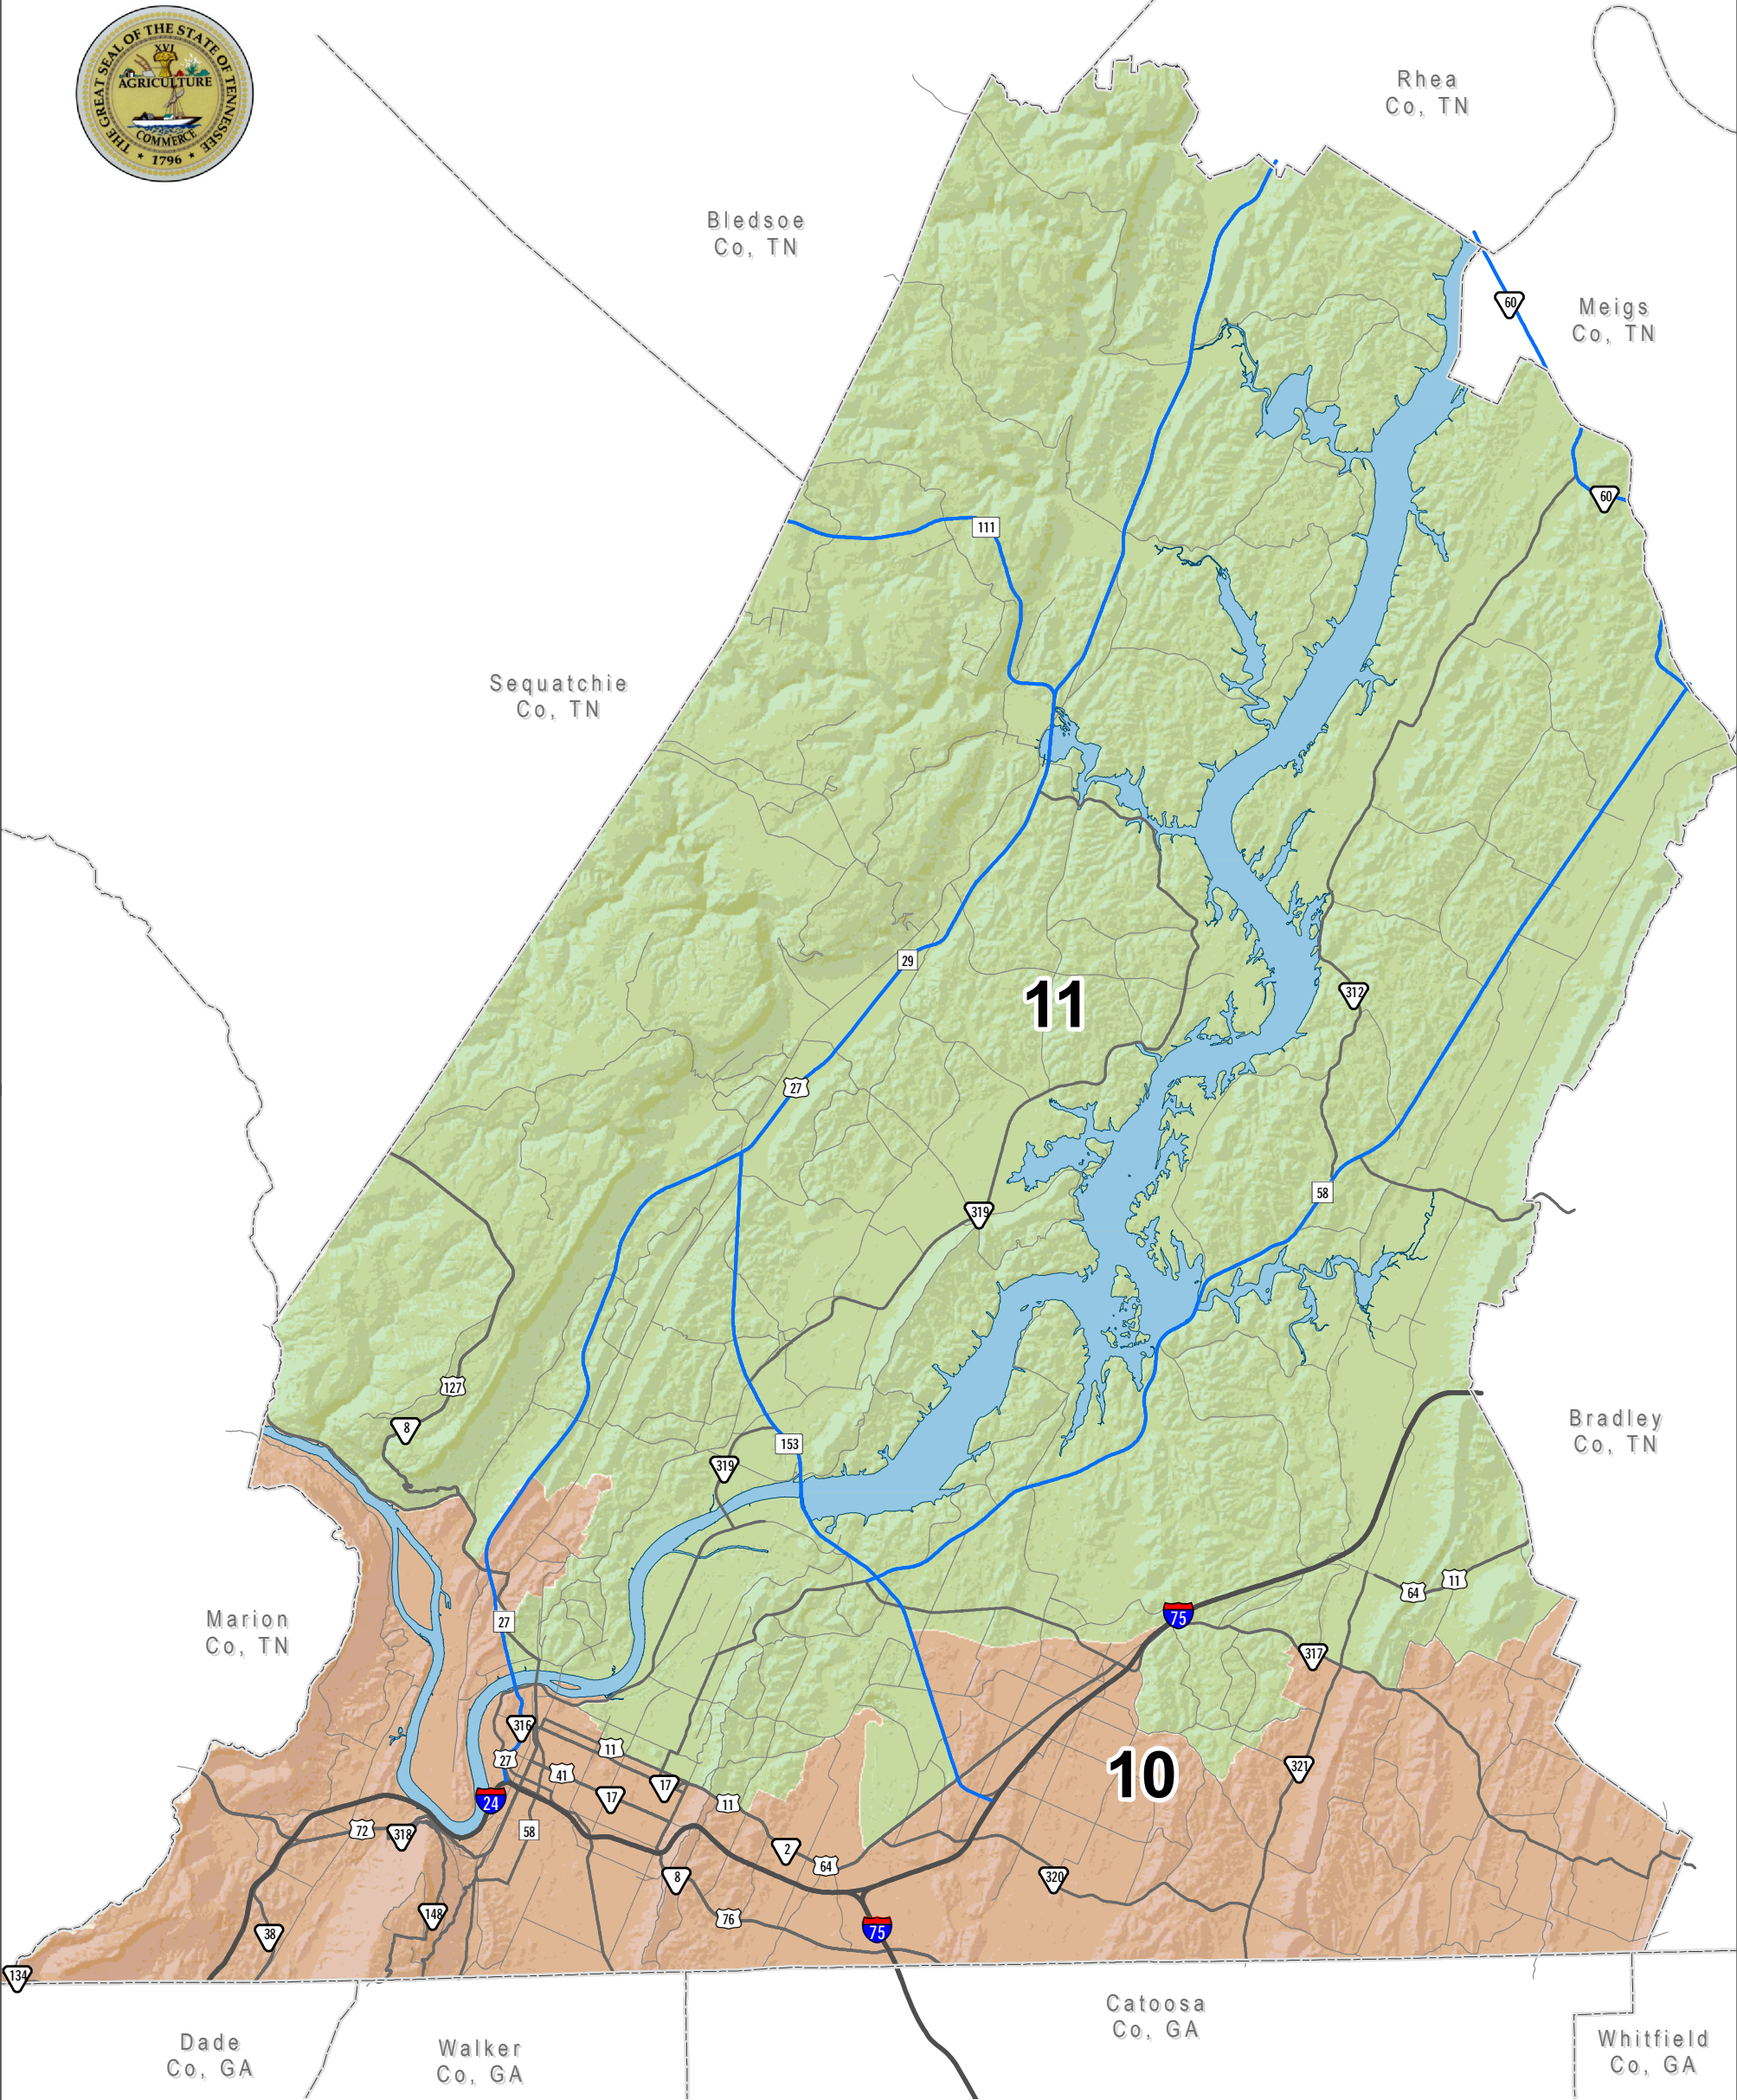 THE GREAT SEAL OF THE STATE OF TENNESSEE
XVI
AGRICULTURE
COMMERCE
★ 1796 ★
Rhea
Co, TN
Bledsoe
Co, TN
60
Meigs
Co, TN
60
111
Sequatchie
Co, TN
29
11
312
27
58
319
127
8
153
319
Bradley
Co, TN
11
64
75
Marion
Co, TN
27
317
316
11
27
41
10
321
24
17
17
11
72
318
58
2
64
8
320
148
76
38
75
134
Catoosa
Co, GA
Dade
Co, GA
Walker
Co, GA
Whitfield
Co, GA